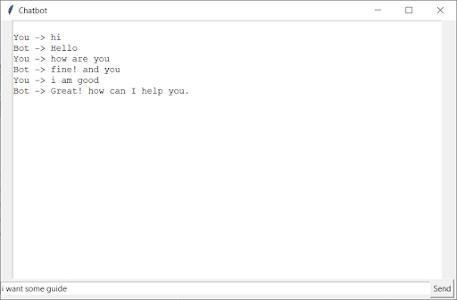 Chatbot
You -> hi
Bot -> Hello
You -> how are you
Bot -> fine! and you
You -> i am good
Bot -> Great! how can I help you.
i want some guide
Send